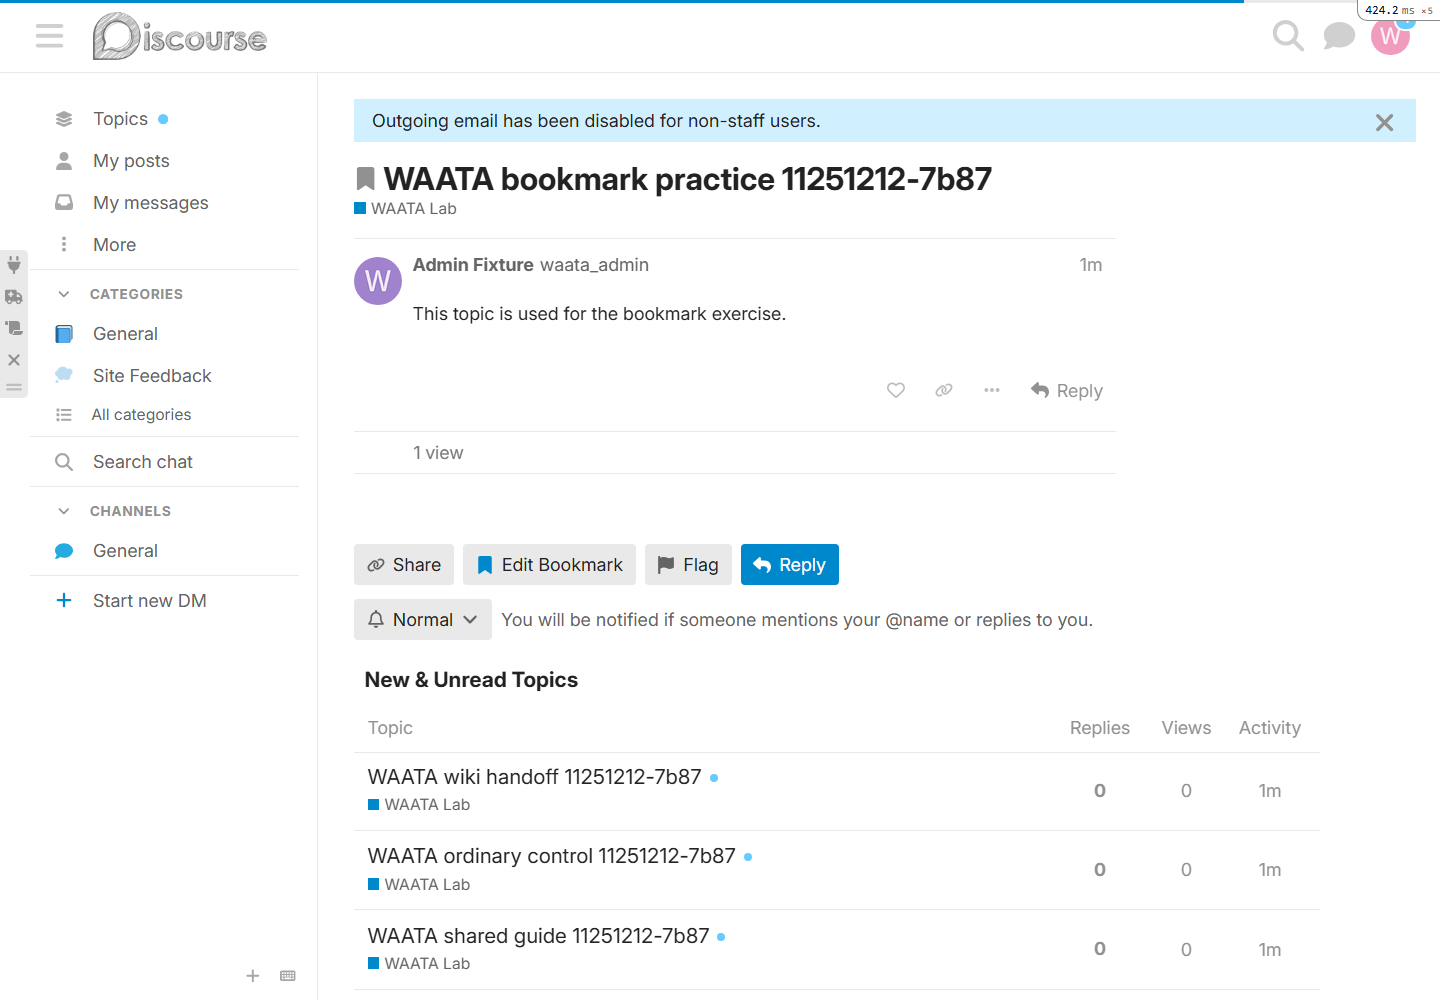 424.2 ms ×5
Discourse
W
Topics
My posts
My messages
More
CATEGORIES
General
Site Feedback
All categories
Search chat
CHANNELS
General
Start new DM
Outgoing email has been disabled for non-staff users.
WAATA bookmark practice 11251212-7b87
WAATA Lab
W
Admin Fixture waata_admin 1m
This topic is used for the bookmark exercise.
Reply
1 view
Share Edit Bookmark Flag Reply
Normal You will be notified if someone mentions your @name or replies to you.
New & Unread Topics
Topic Replies Views Activity
WAATA wiki handoff 11251212-7b87
WAATA Lab
0 0 1m
WAATA ordinary control 11251212-7b87
WAATA Lab
0 0 1m
WAATA shared guide 11251212-7b87
WAATA Lab
0 0 1m